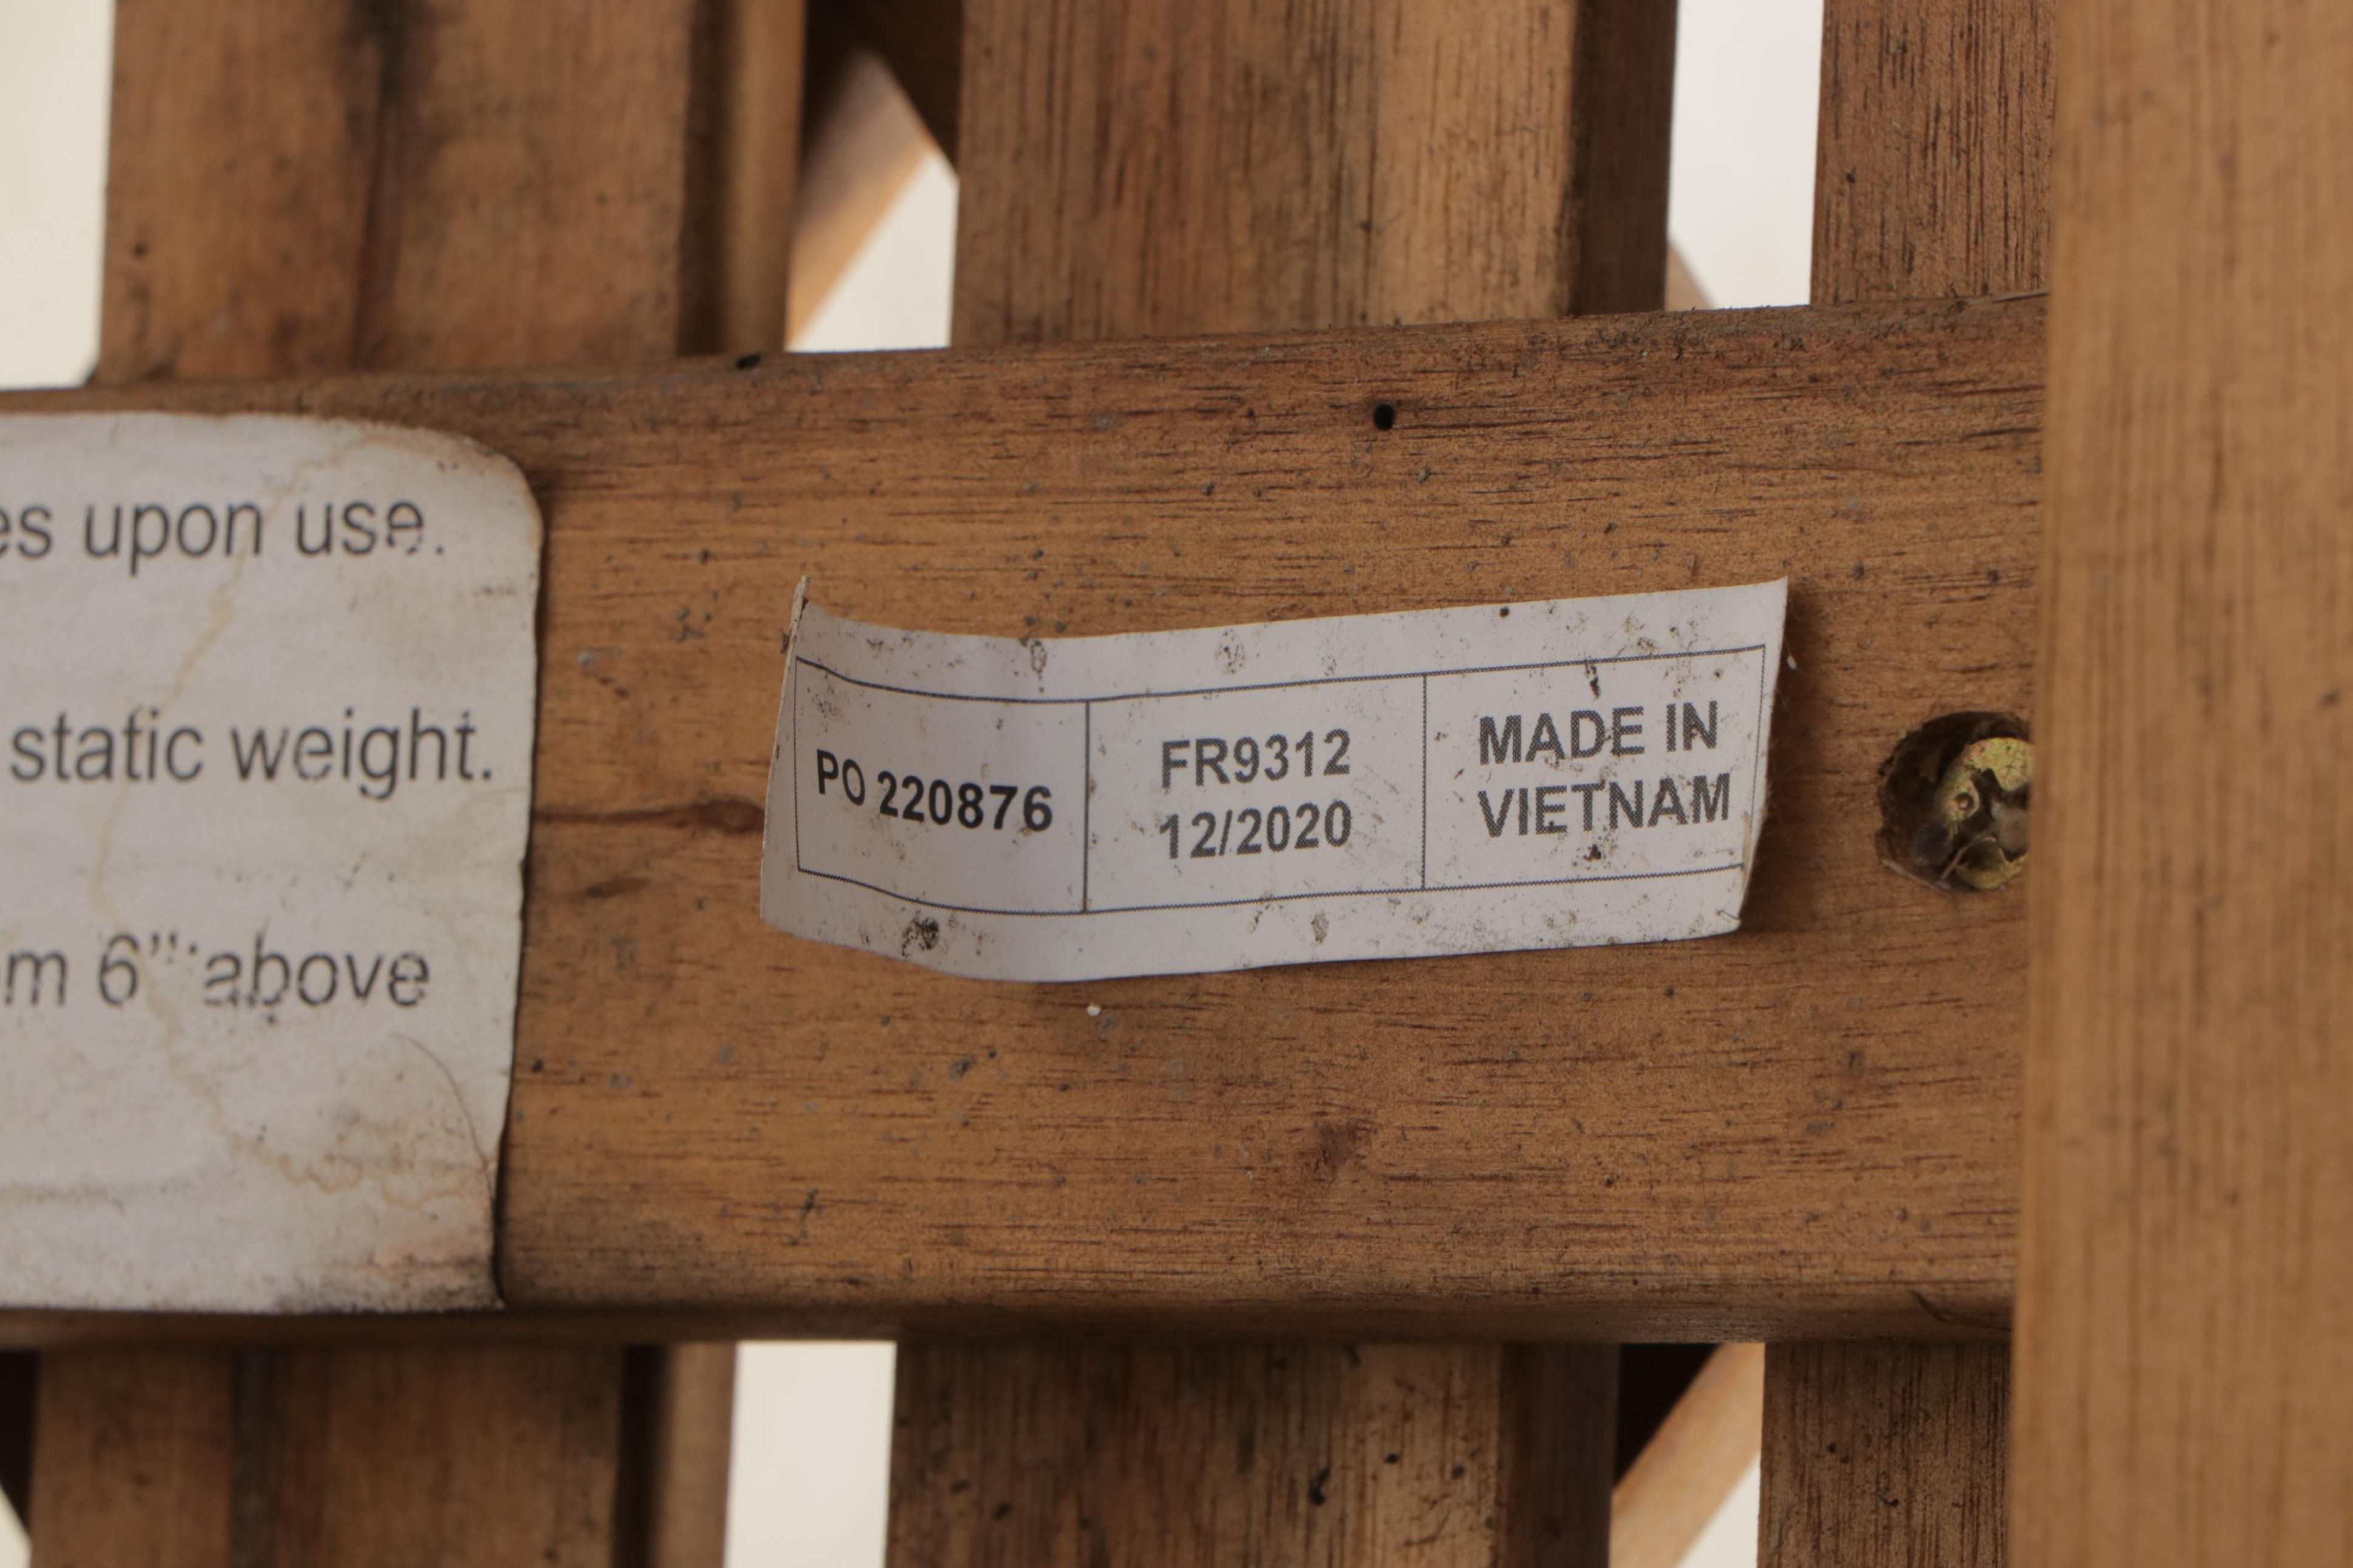 es upon use.
static weight.
m 6" above
PO 220876
FR9312
12/2020
MADE IN
VIETNAM